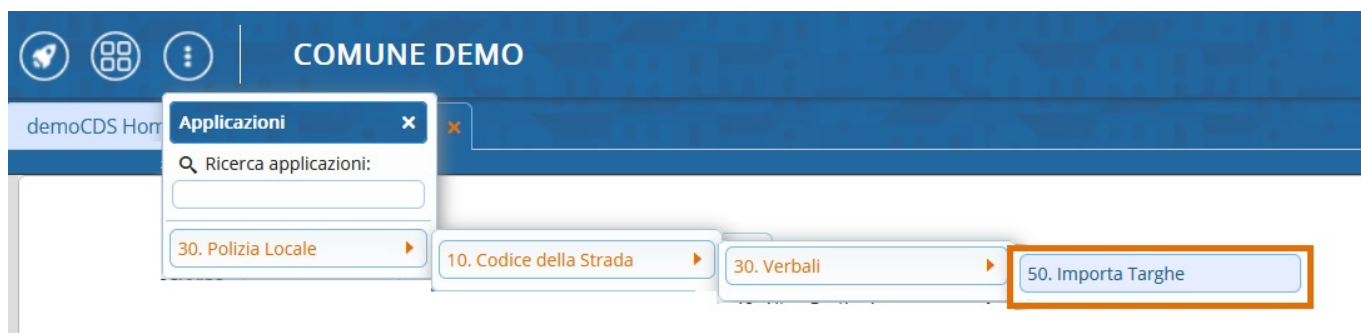 COMUNE DEMO
demoCDS Hom
Applicazioni
Ricerca applicazioni:
30. Polizia Locale
10. Codice della Strada
30. Verbali
50. Importa Targhe